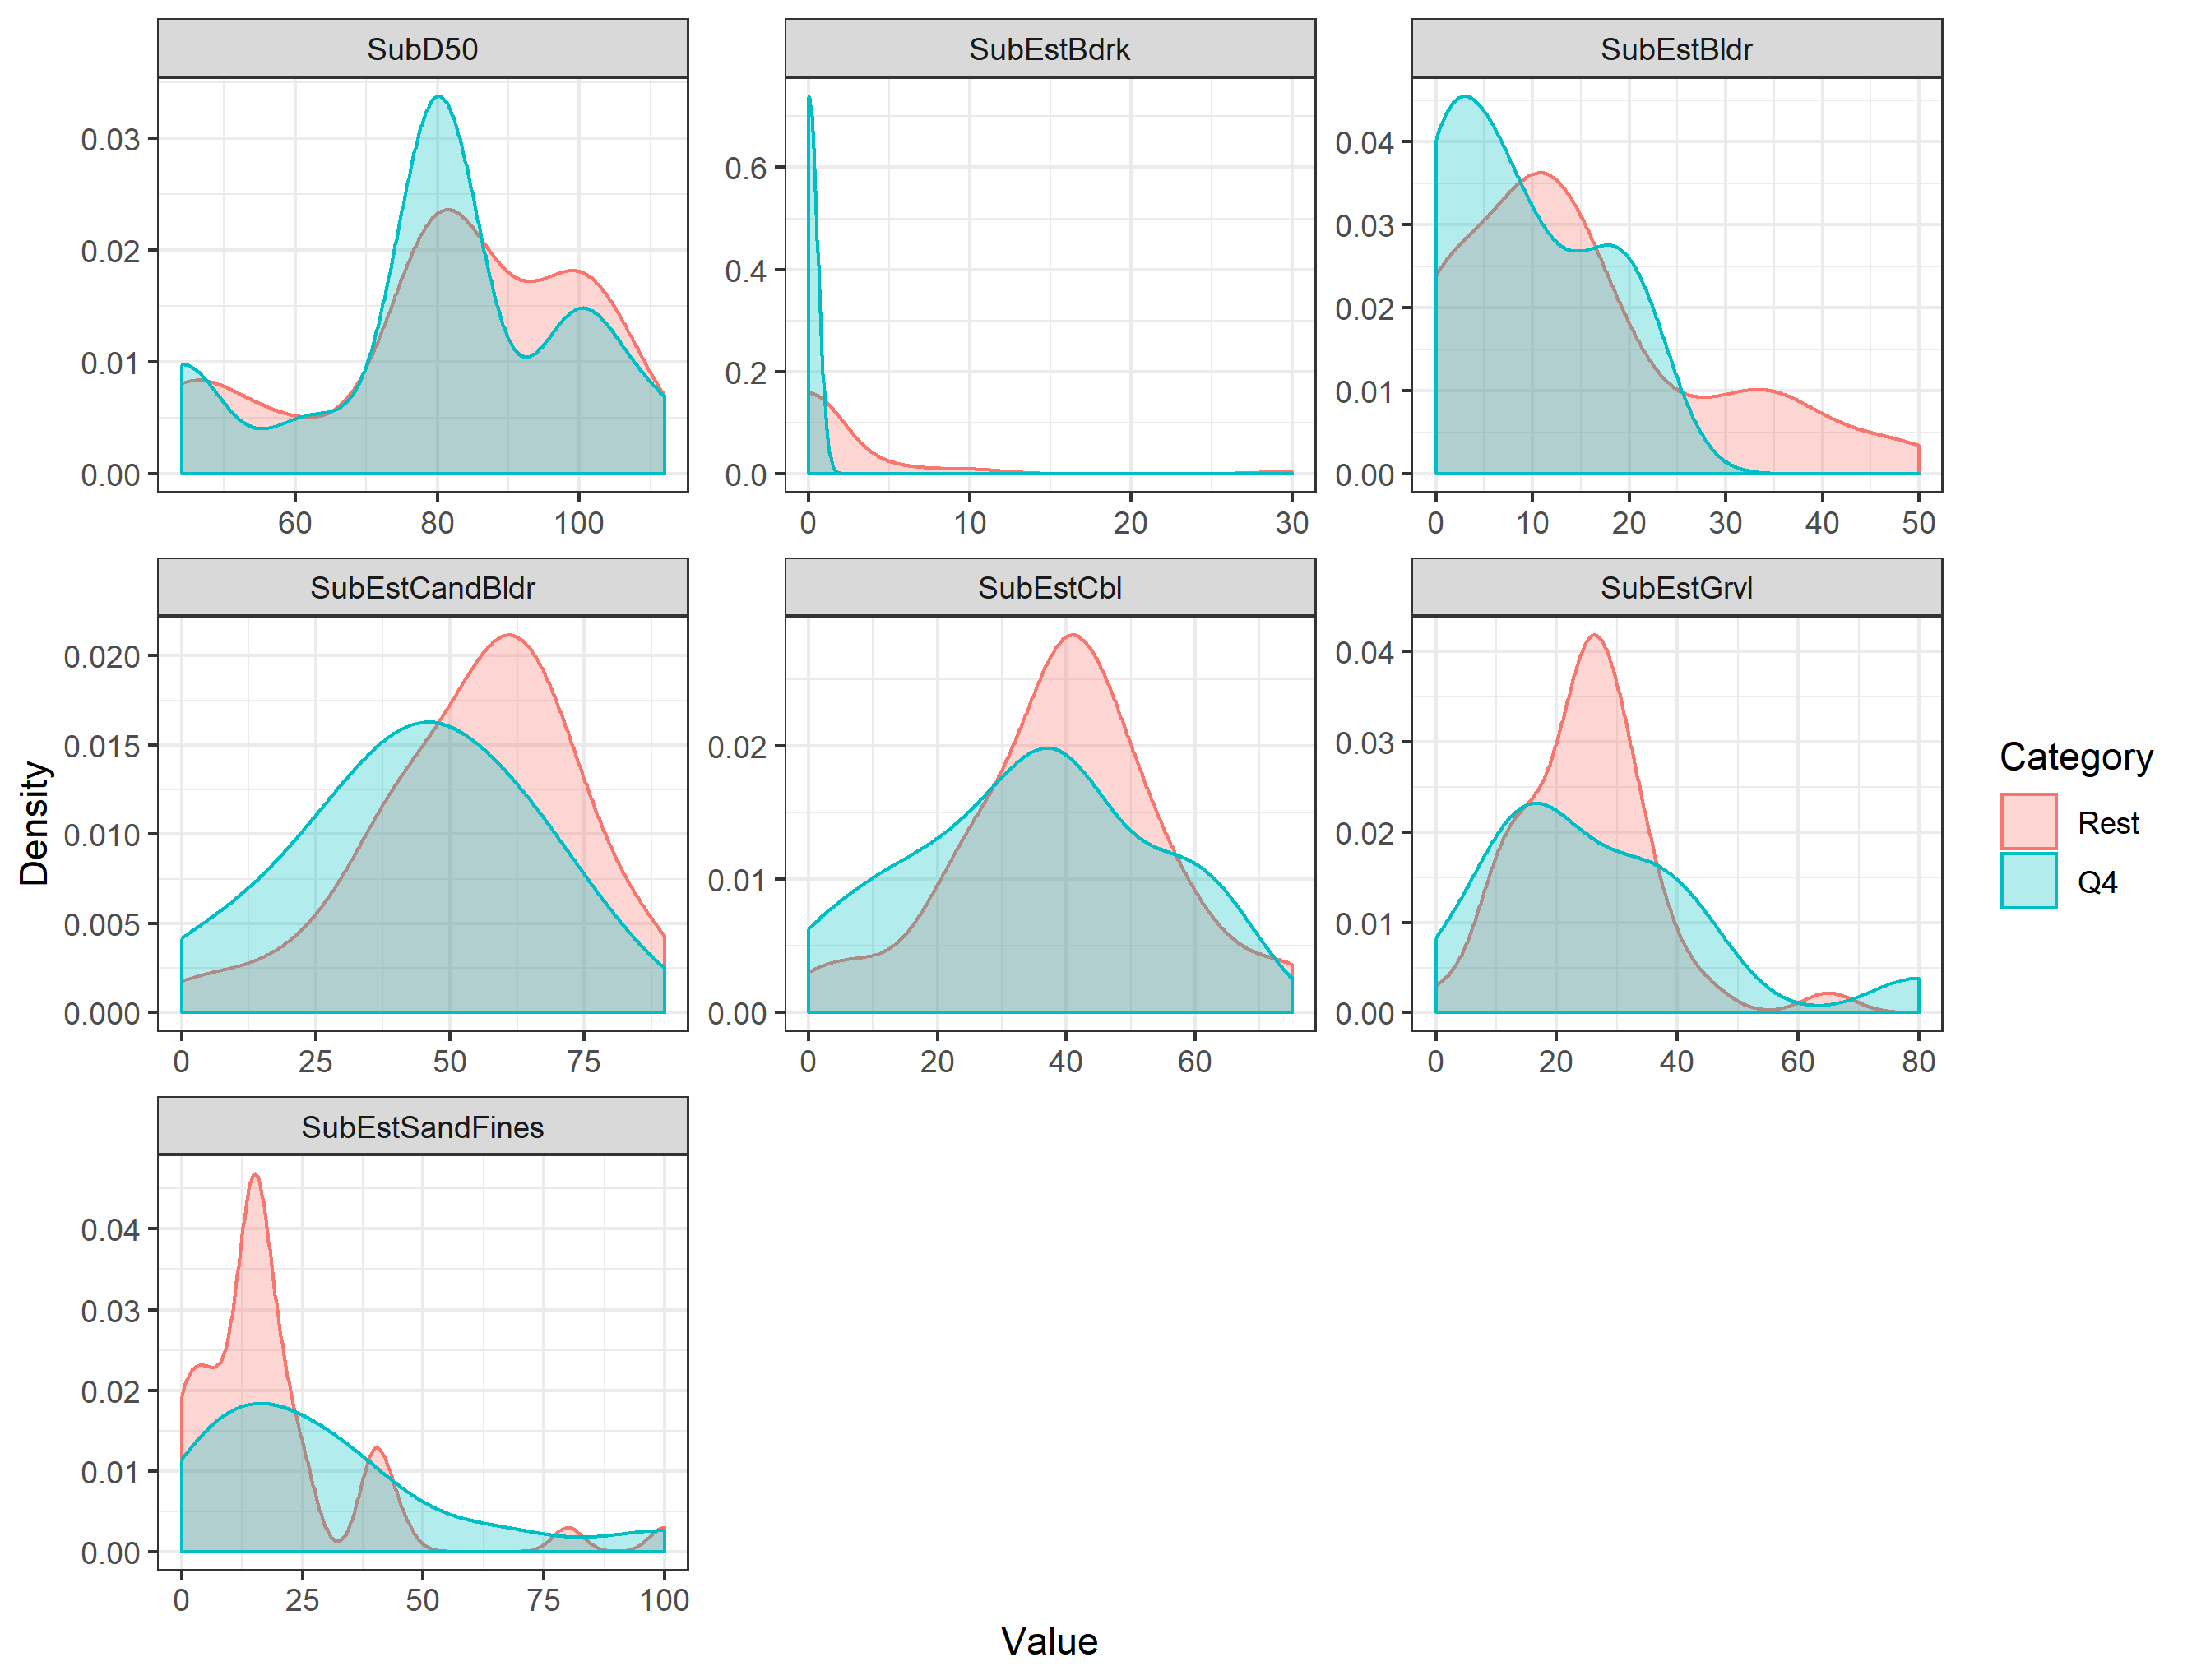 SubD50
SubEstBdrk
SubEstBldr
0.03
0.02
0.01
0.00
0.6
0.4
0.2
0.0
0.04
0.03
0.02
0.01
0.00
60 80 100
0 10 20 30
0 10 20 30 40 50
SubEstCandBldr
SubEstCbl
SubEstGrvl
0.020
0.015
0.010
0.005
0.000
0.02
0.01
0.00
0.04
0.03
0.02
0.01
0.00
0 25 50 75
0 20 40 60
0 20 40 60 80
SubEstSandFines
0.04
0.03
0.02
0.01
0.00
0 25 50 75 100
Density
Value
Category
Rest
Q4